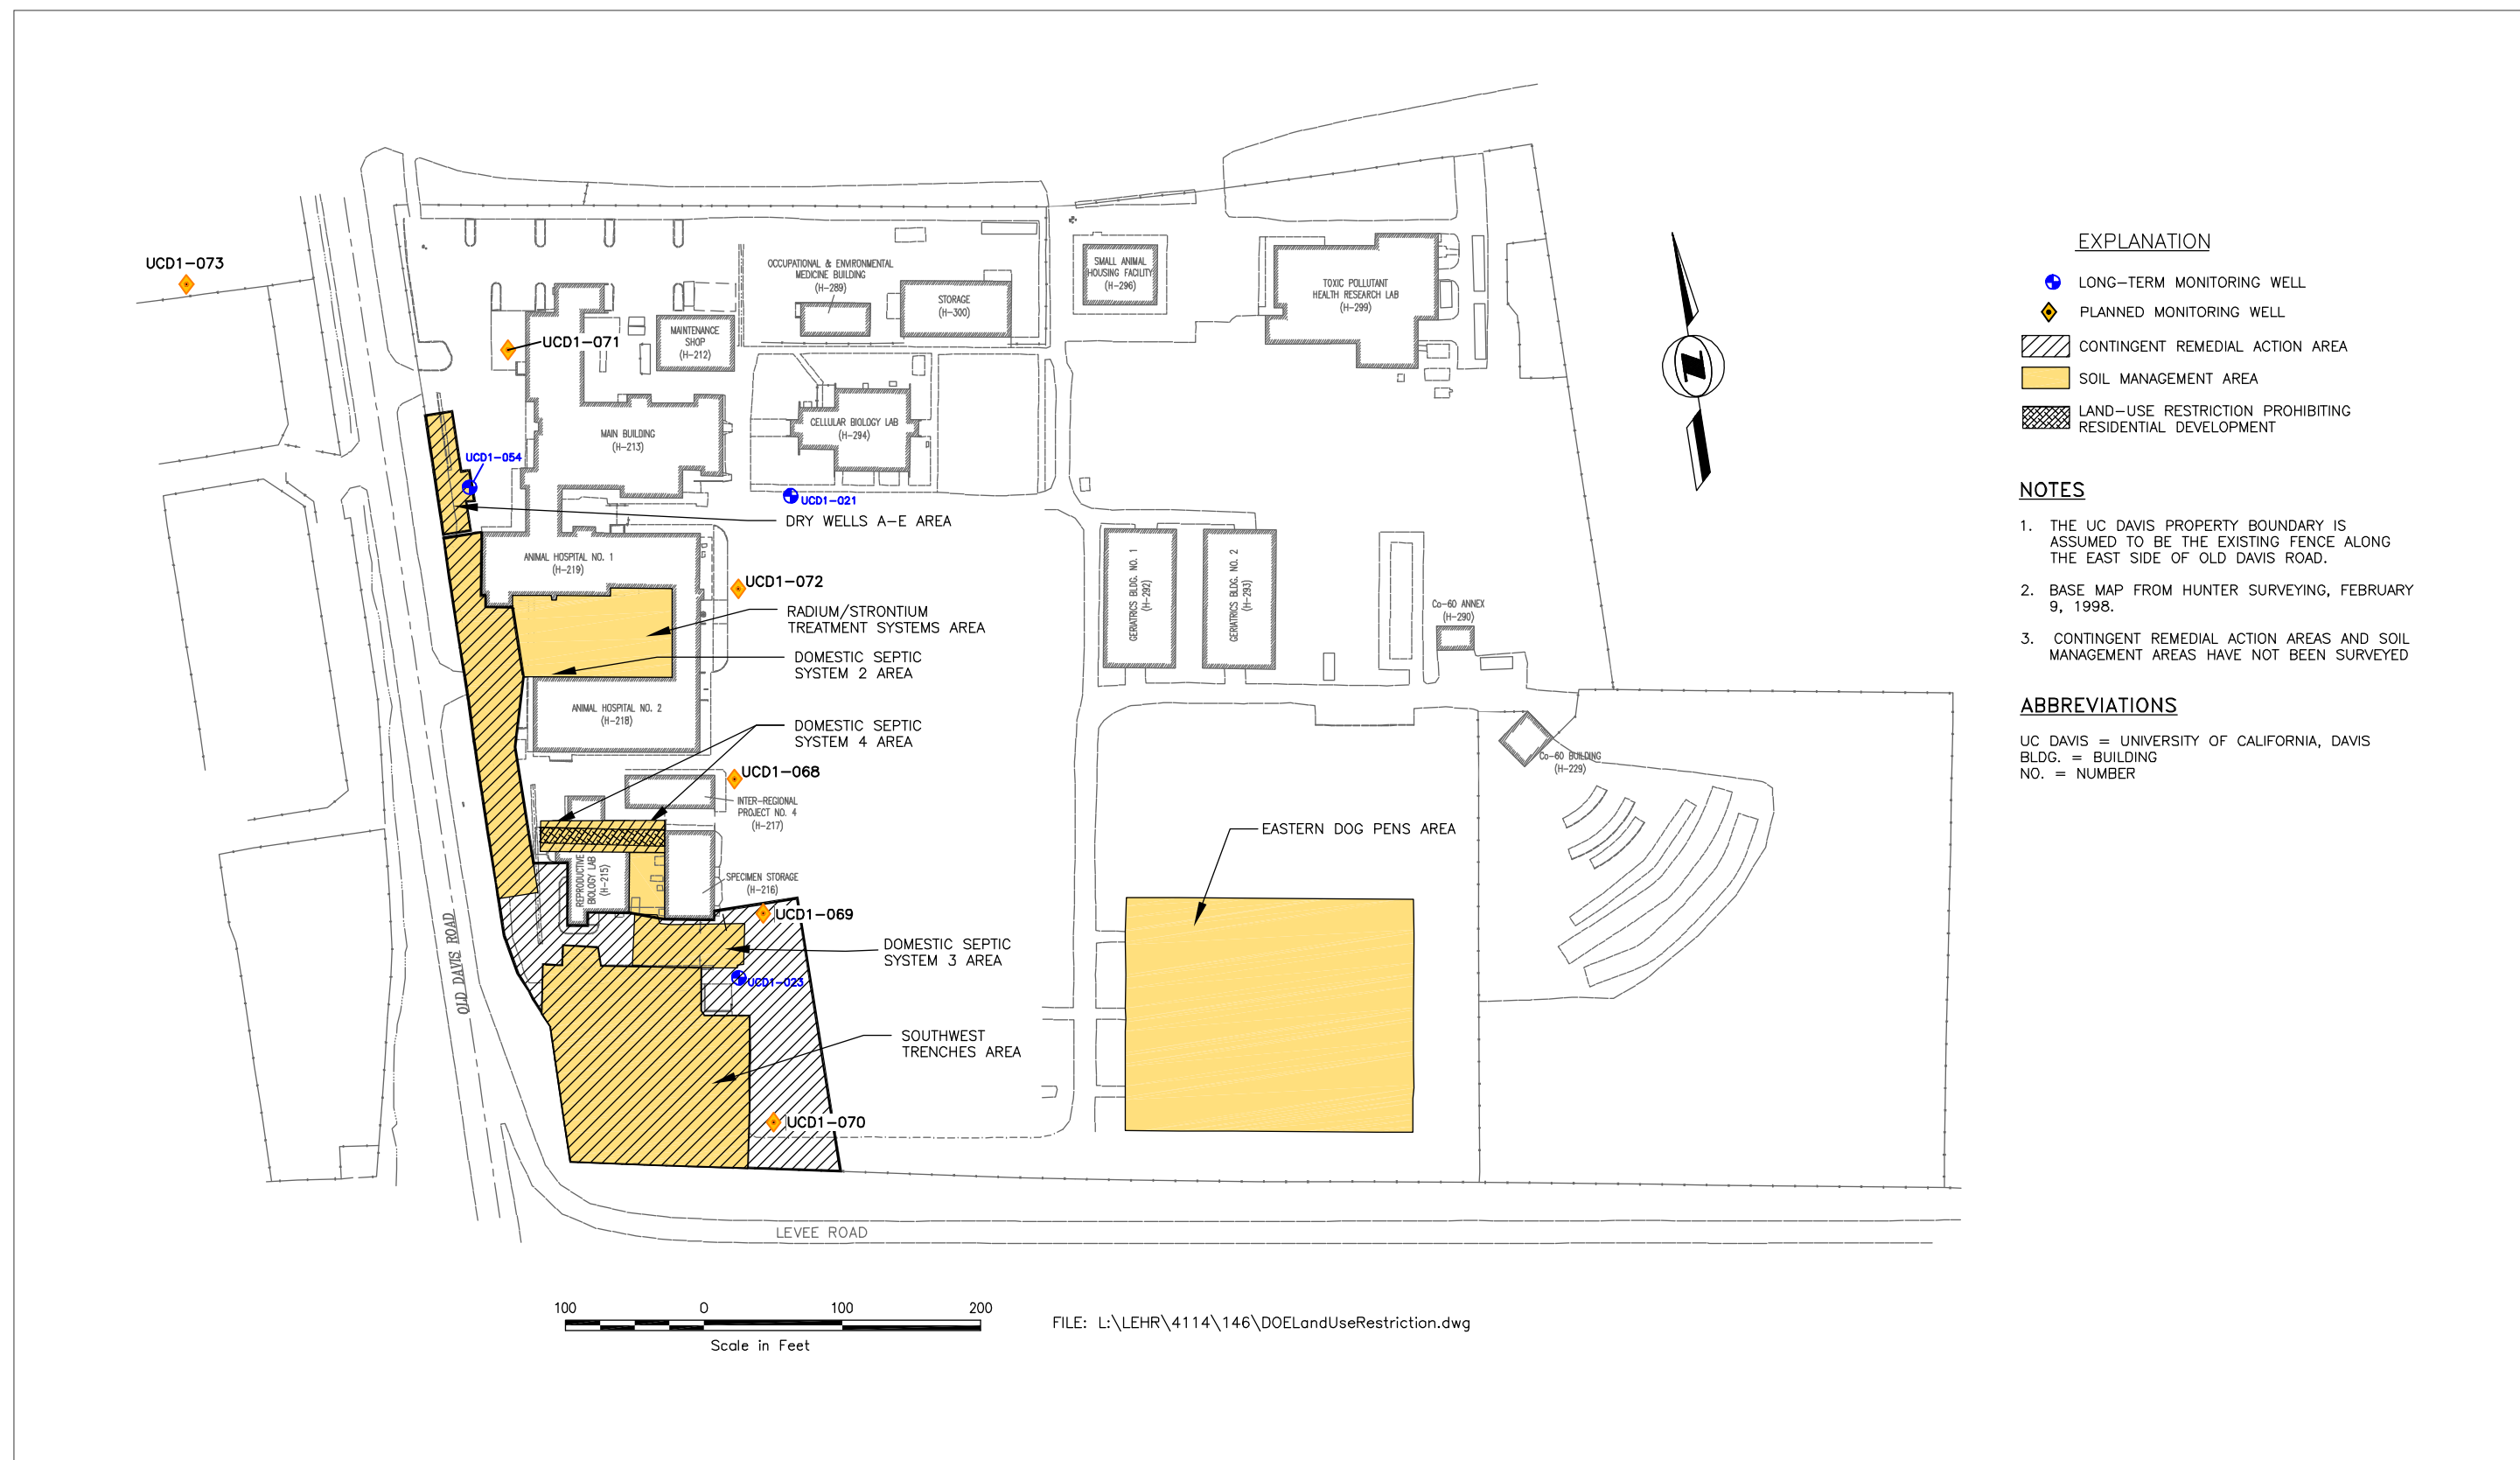 UCD1-073
OCCUPATIONAL & ENVIRONMENTAL
MEDICINE BUILDING
(H-289)
STORAGE
(H-300)
SMALL ANIMAL
HOUSING FACILITY
(H-296)
TOXIC POLLUTANT
HEALTH RESEARCH LAB
(H-299)
MAINTENANCE
SHOP
(H-212)
UCD1-071
MAIN BUILDING
(H-213)
CELLULAR BIOLOGY LAB
(H-294)
UCD1-054
UCD1-021
DRY WELLS A-E AREA
ANIMAL HOSPITAL NO. 1
(H-219)
UCD1-072
RADIUM/STRONTIUM
TREATMENT SYSTEMS AREA
DOMESTIC SEPTIC
SYSTEM 2 AREA
GERIATRICS BLDG. NO. 1
(H-292)
GERIATRICS BLDG. NO. 2
(H-293)
Co-60 ANNEX
(H-290)
ANIMAL HOSPITAL NO. 2
(H-218)
DOMESTIC SEPTIC
SYSTEM 4 AREA
Co-60 BUILDING
(H-229)
UCD1-068
INTER-REGIONAL
PROJECT NO. 4
(H-217)
EASTERN DOG PENS AREA
REPRODUCTIVE
BIOLOGY LAB
(H-215)
SPECIMEN STORAGE
(H-216)
UCD1-069
DOMESTIC SEPTIC
SYSTEM 3 AREA
UCD1-023
OLD DAVIS ROAD
SOUTHWEST
TRENCHES AREA
UCD1-070
LEVEE ROAD
100 0 100 200
Scale in Feet
FILE: L:\LEHR\4114\146\DOELandUseRestriction.dwg
N
EXPLANATION
LONG-TERM MONITORING WELL
PLANNED MONITORING WELL
CONTINGENT REMEDIAL ACTION AREA
SOIL MANAGEMENT AREA
LAND-USE RESTRICTION PROHIBITING
RESIDENTIAL DEVELOPMENT
NOTES
1. THE UC DAVIS PROPERTY BOUNDARY IS
ASSUMED TO BE THE EXISTING FENCE ALONG
THE EAST SIDE OF OLD DAVIS ROAD.
2. BASE MAP FROM HUNTER SURVEYING, FEBRUARY
9, 1998.
3. CONTINGENT REMEDIAL ACTION AREAS AND SOIL
MANAGEMENT AREAS HAVE NOT BEEN SURVEYED
ABBREVIATIONS
UC DAVIS = UNIVERSITY OF CALIFORNIA, DAVIS
BLDG. = BUILDING
NO. = NUMBER